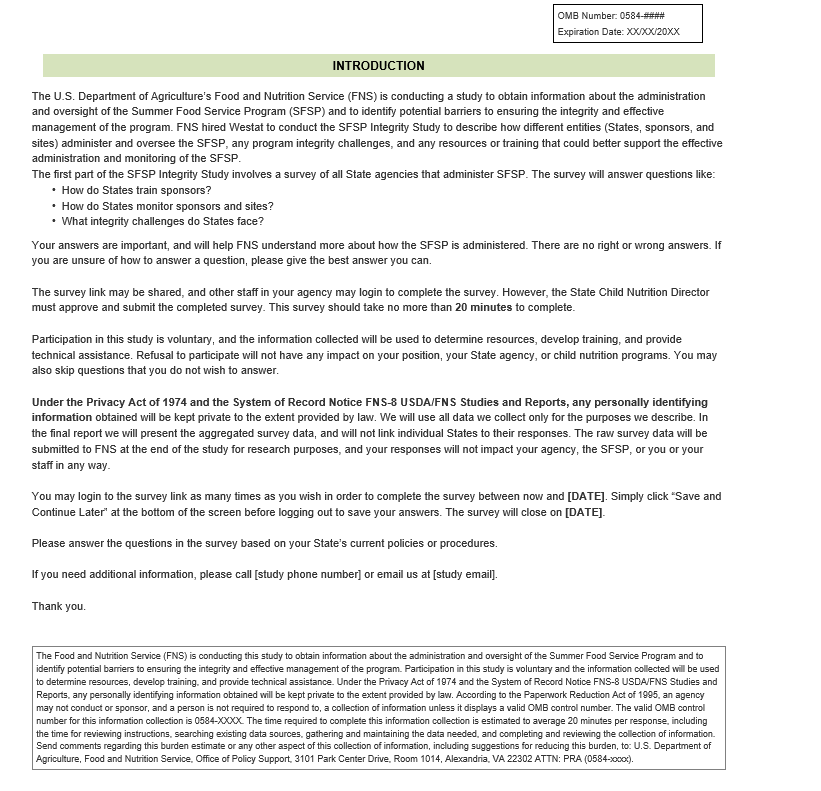 OMB Number: 0584-####
Expiration Date: XX/XX/20XX
INTRODUCTION
The U.S. Department of Agriculture's Food and Nutrition Service (FNS) is conducting a study to obtain information about the administration
and oversight of the Summer Food Service Program (SFSP) and to identify potential barriers to ensuring the integrity and effective
management of the program. FNS hired Westat to conduct the SFSP Integrity Study to describe how different entities (States, sponsors, and
sites) administer and oversee the SFSP, any program integrity challenges, and any resources or training that could better support the effective
administration and monitoring of the SFSP.
The first part of the SFSP Integrity Study involves a survey of all State agencies that administer SFSP. The survey will answer questions like:
• How do States train sponsors?
• How do States monitor sponsors and sites?
• What integrity challenges do States face?
Your answers are important, and will help FNS understand more about how the SFSP is administered. There are no right or wrong answers. If
you are unsure of how to answer a question, please give the best answer you can.
The survey link may be shared, and other staff in your agency may login to complete the survey. However, the State Child Nutrition Director
must approve and submit the completed survey. This survey should take no more than 20 minutes to complete.
Participation in this study is voluntary, and the information collected will be used to determine resources, develop training, and provide
technical assistance. Refusal to participate will not have any impact on your position, your State agency, or child nutrition programs. You may
also skip questions that you do not wish to answer.
Under the Privacy Act of 1974 and the System of Record Notice FNS-8 USDA/FNS Studies and Reports, any personally identifying
information obtained will be kept private to the extent provided by law. We will use all data we collect only for the purposes we describe. In
the final report we will present the aggregated survey data, and will not link individual States to their responses. The raw survey data will be
submitted to FNS at the end of the study for research purposes, and your responses will not impact your agency, the SFSP, or you or your
staff in any way.
You may login to the survey link as many times as you wish in order to complete the survey between now and [DATE]. Simply click “Save and
Continue Later” at the bottom of the screen before logging out to save your answers. The survey will close on [DATE].
Please answer the questions in the survey based on your State's current policies or procedures.
If you need additional information, please call [study phone number] or email us at [study email].
Thank you.
The Food and Nutrition Service (FNS) is conducting this study to obtain information about the administration and oversight of the Summer Food Service Program and to
identify potential barriers to ensuring the integrity and effective management of the program. Participation in this study is voluntary and the information collected will be used
to determine resources, develop training, and provide technical assistance. Under the Privacy Act of 1974 and the System of Record Notice FNS-8 USDA/FNS Studies and
Reports, any personally identifying information obtained will be kept private to the extent provided by law. According to the Paperwork Reduction Act of 1995, an agency
may not conduct or sponsor, and a person is not required to respond to, a collection of information unless it displays a valid OMB control number. The valid OMB control
number for this information collection is 0584-XXXX. The time required to complete this information collection is estimated to average 20 minutes per response, including
the time for reviewing instructions, searching existing data sources, gathering and maintaining the data needed, and completing and reviewing the collection of information.
Send comments regarding this burden estimate or any other aspect of this collection of information, including suggestions for reducing this burden, to: U.S. Department of
Agriculture, Food and Nutrition Service, Office of Policy Support, 3101 Park Center Drive, Room 1014, Alexandria, VA 22302 ATTN: PRA (0584-xxxx).